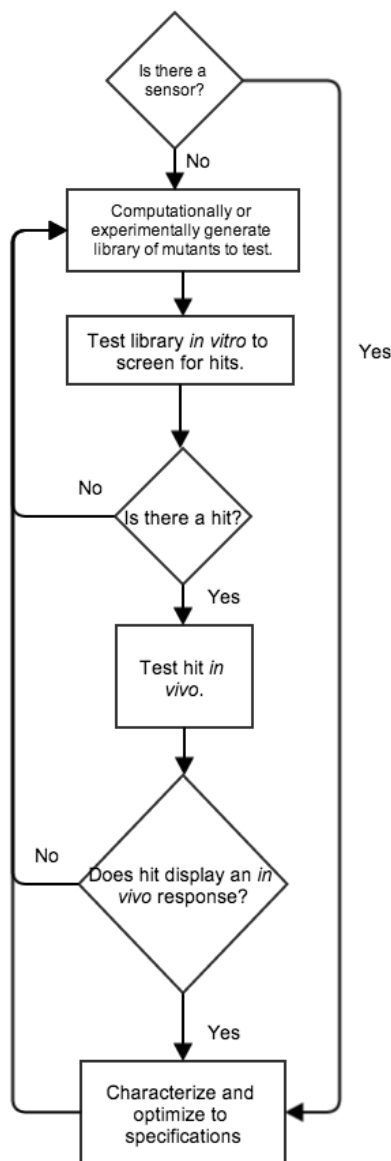 Is there a
sensor?
No
Computationally or
experimentally generate
library of mutants to test.
Yes
Test library in vitro to
screen for hits.
No
Is there a hit?
Yes
Test hit in
vivo.
No
Does hit display an in
vivo response?
Yes
Characterize and
optimize to
specifications